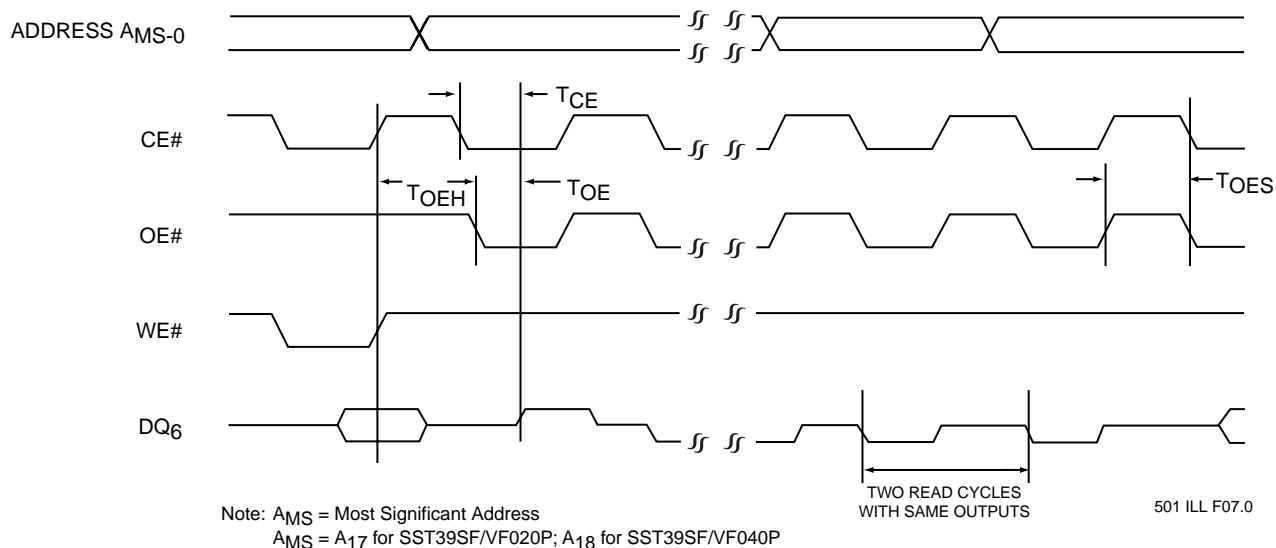 ADDRESS AMS-0
TCE
CE#
TOEH
TOE
TOES
OE#
WE#
DQ6
TWO READ CYCLES
WITH SAME OUTPUTS
501 ILL F07.0
Note: AMS = Most Significant Address
AMS = A17 for SST39SF/VF020P; A18 for SST39SF/VF040P